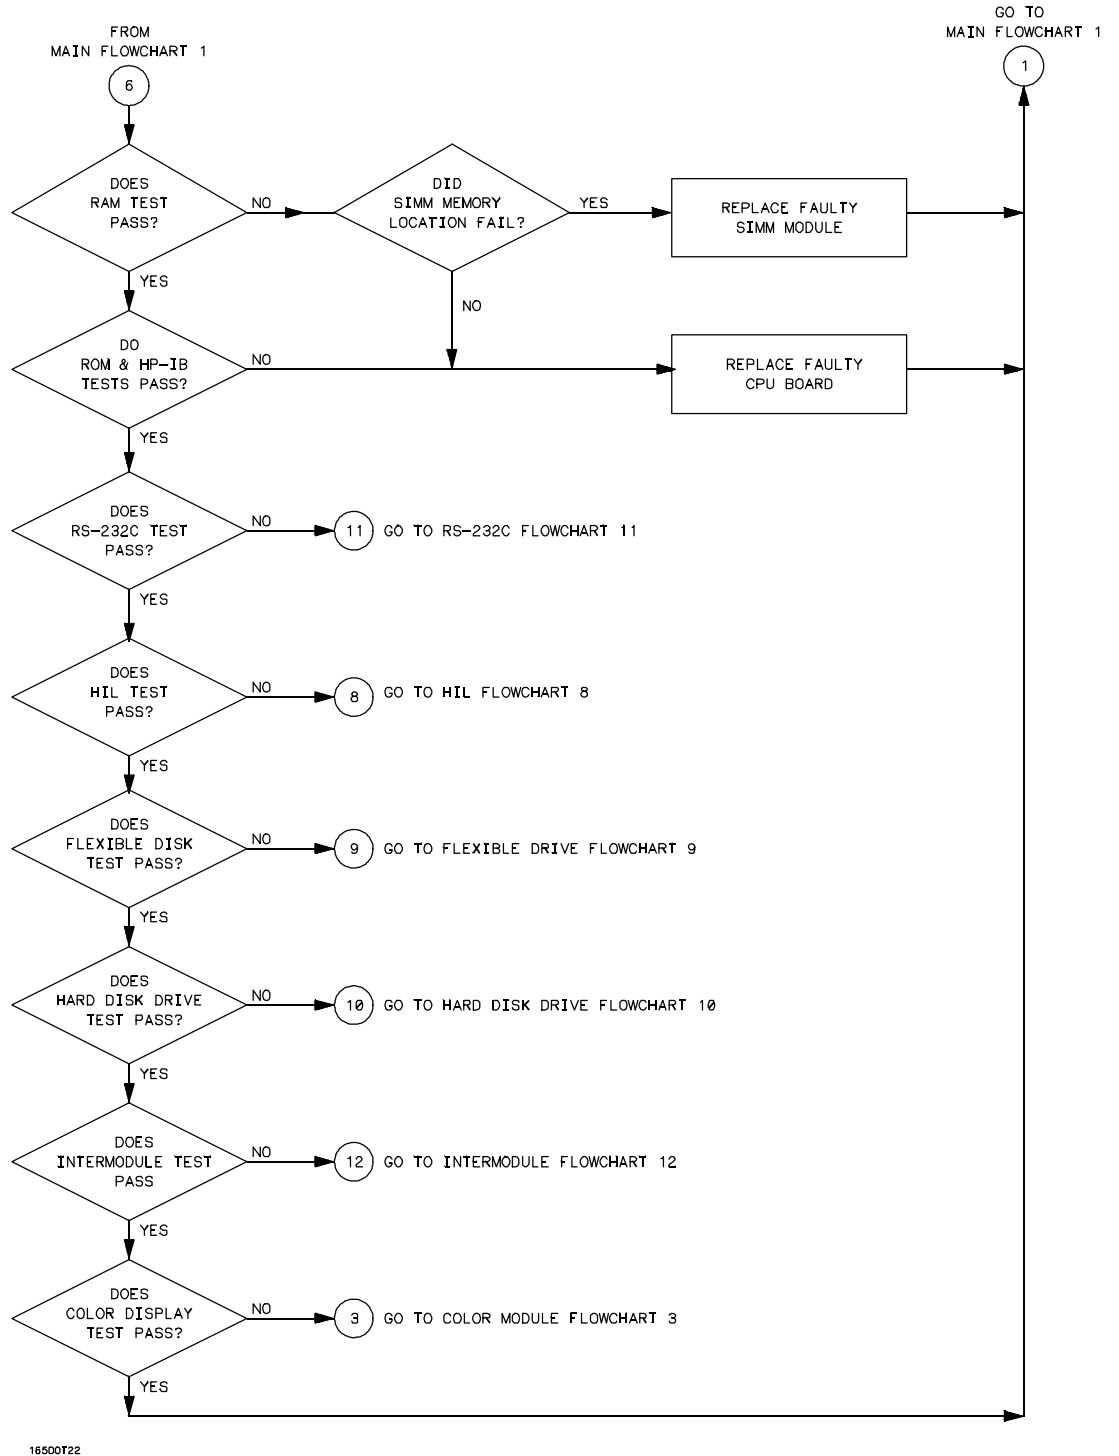 FROM
MAIN FLOWCHART 1
6
GO TO
MAIN FLOWCHART 1
1
DOES
RAM TEST
PASS?
NO
DID
SIMM MEMORY
LOCATION FAIL?
YES
REPLACE FAULTY
SIMM MODULE
YES
NO
DO
ROM & HP-IB
TESTS PASS?
NO
REPLACE FAULTY
CPU BOARD
YES
DOES
RS-232C TEST
PASS?
NO
11 GO TO RS-232C FLOWCHART 11
YES
DOES
HIL TEST
PASS?
NO
8 GO TO HIL FLOWCHART 8
YES
DOES
FLEXIBLE DISK
TEST PASS?
NO
9 GO TO FLEXIBLE DRIVE FLOWCHART 9
YES
DOES
HARD DISK DRIVE
TEST PASS?
NO
10 GO TO HARD DISK DRIVE FLOWCHART 10
YES
DOES
INTERMODULE TEST
PASS
NO
12 GO TO INTERMODULE FLOWCHART 12
YES
DOES
COLOR DISPLAY
TEST PASS?
NO
3 GO TO COLOR MODULE FLOWCHART 3
YES
16500T22